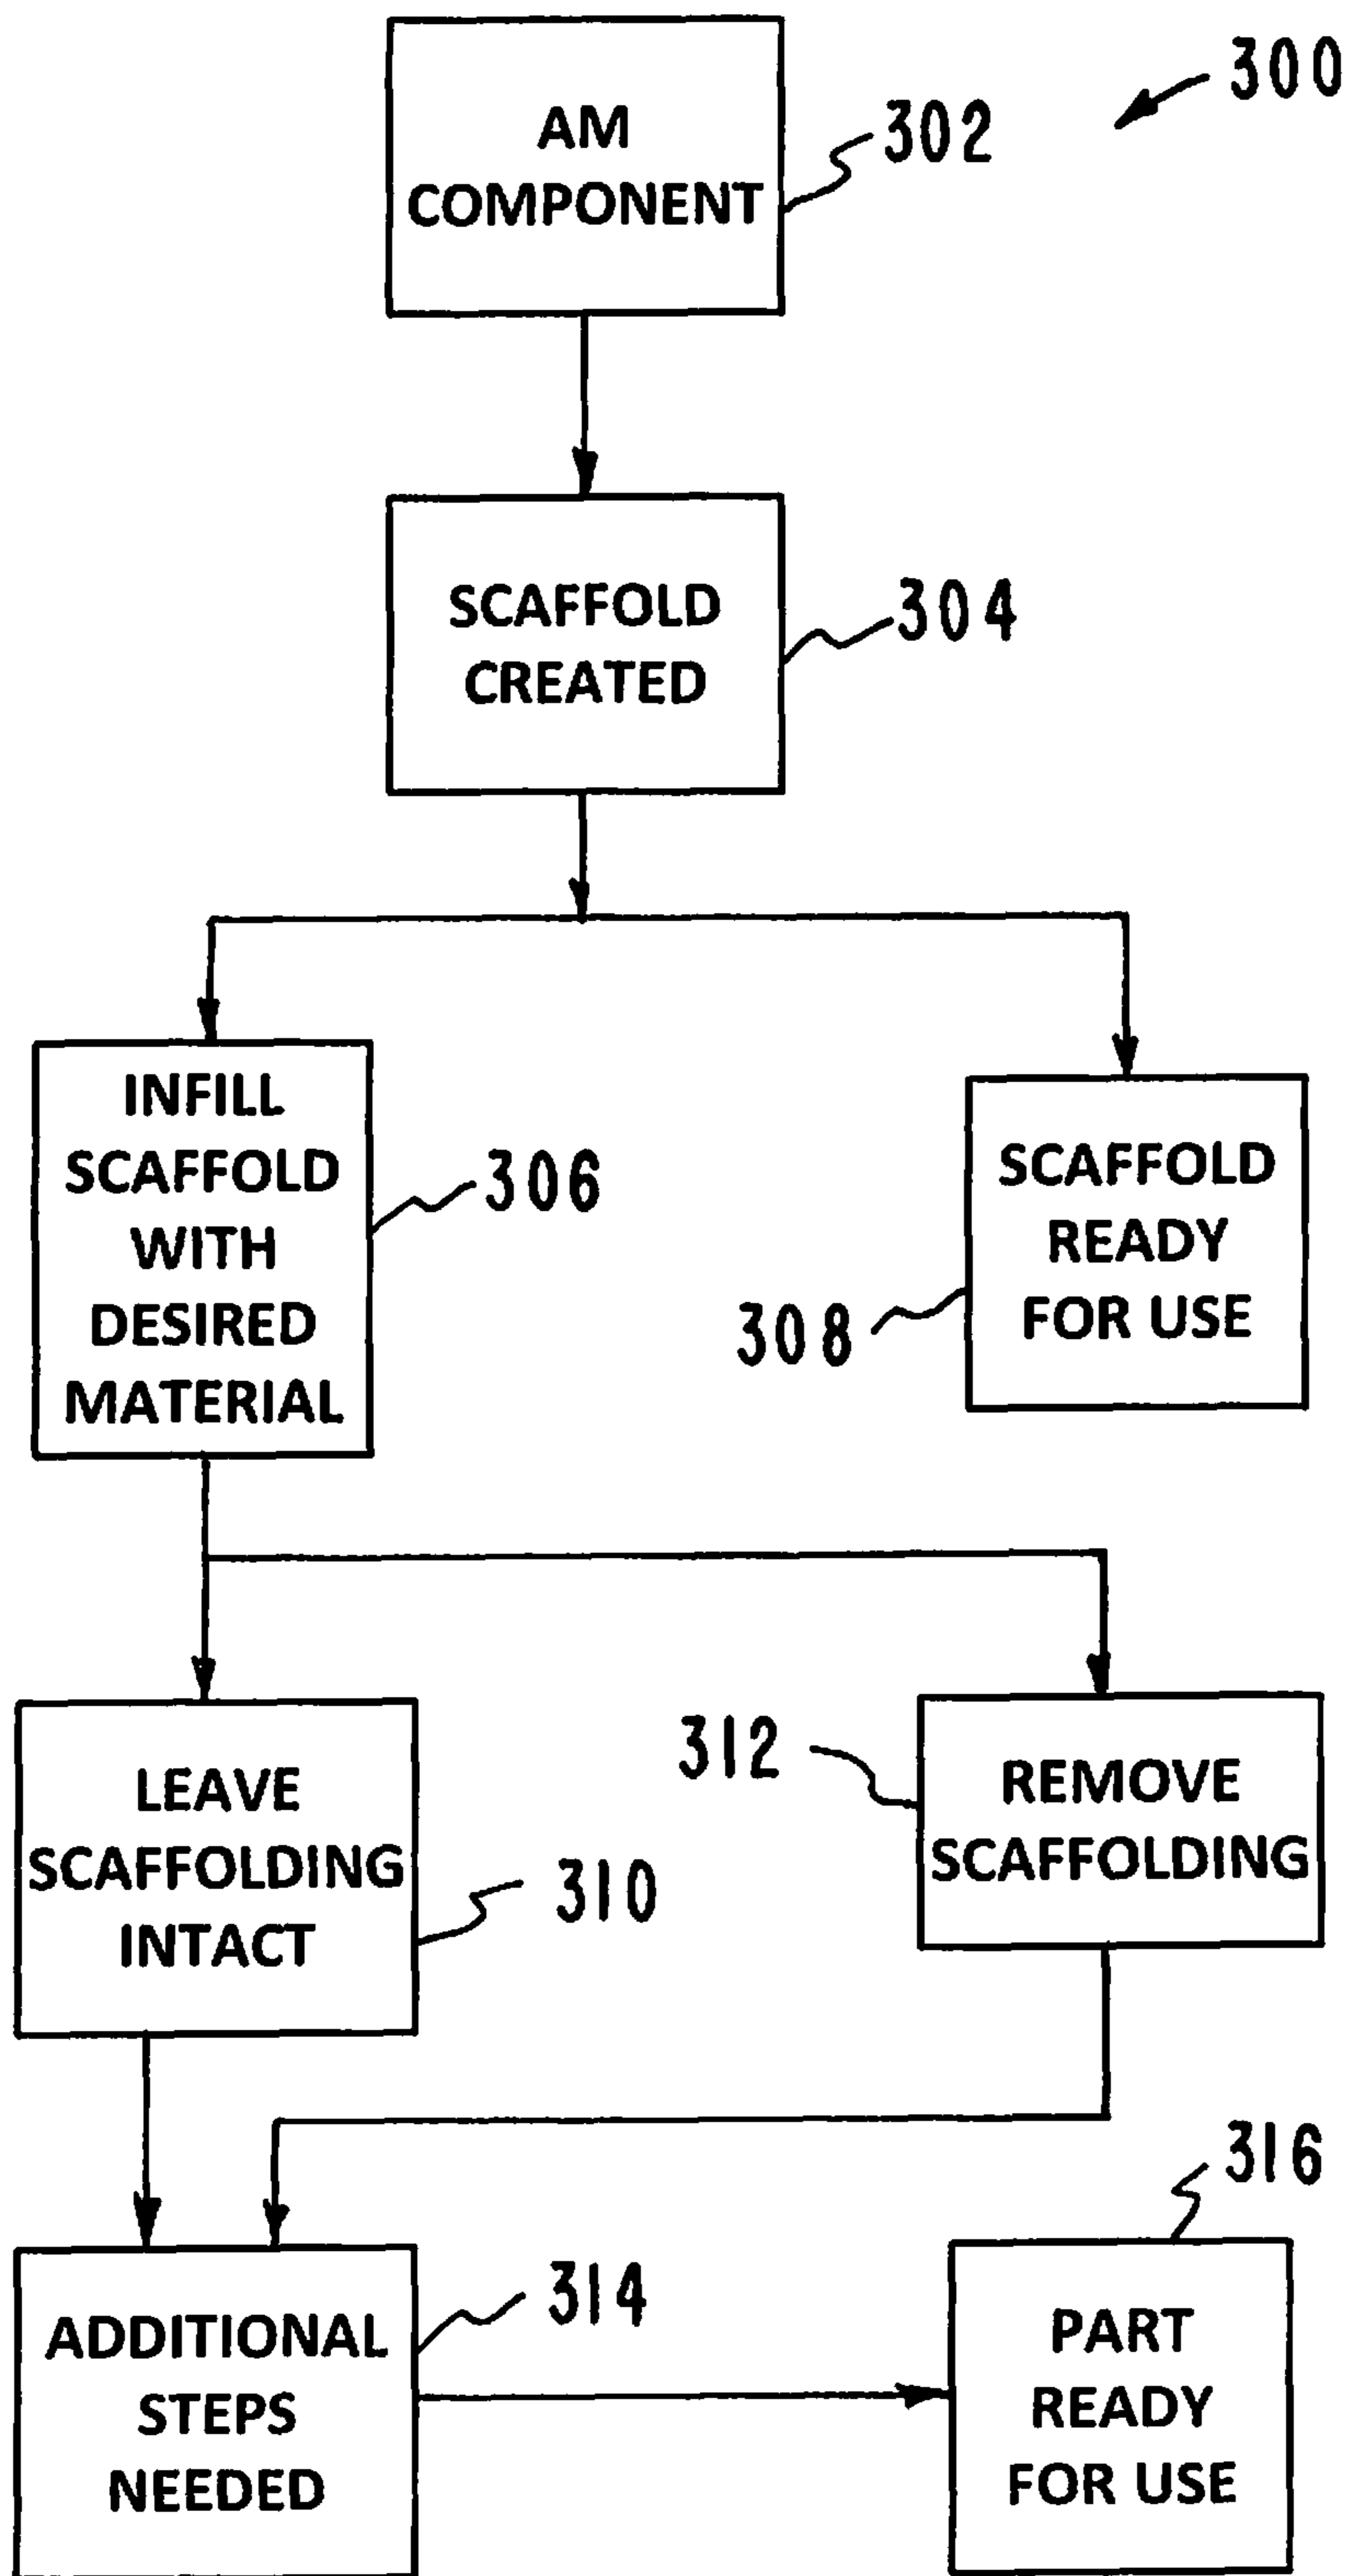 300
AM
COMPONENT
302
SCAFFOLD
CREATED
304
INFILL
SCAFFOLD
WITH
DESIRED
MATERIAL
306
SCAFFOLD
READY
FOR USE
308
LEAVE
SCAFFOLDING
INTACT
310
REMOVE
SCAFFOLDING
312
ADDITIONAL
STEPS
NEEDED
314
PART
READY
FOR USE
316